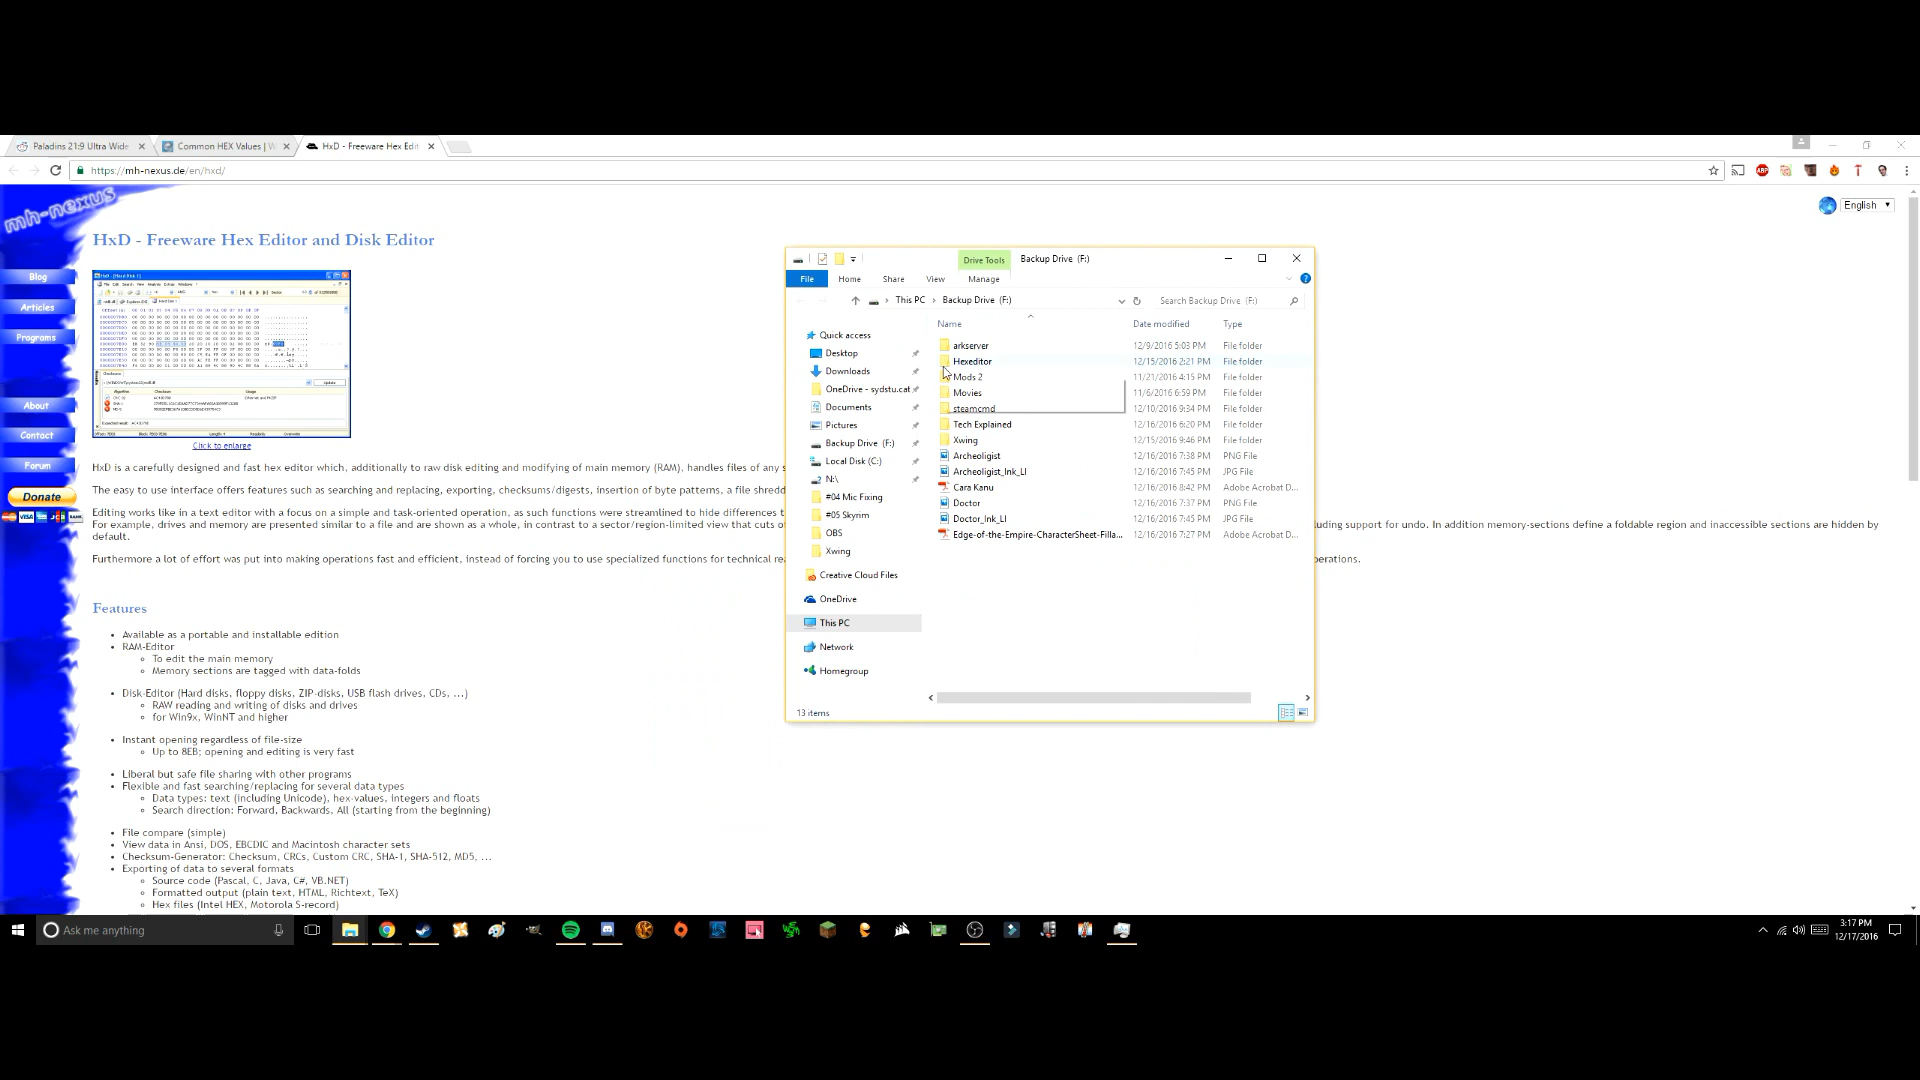 Paladins 21:9 Ultra Wide
Common HEX Values | W
HxD - Freeware Hex Edit
https://mh-nexus.de/en/hxd/
mh-nexus
English
HxD - Freeware Hex Editor and Disk Editor
Blog
Articles
Programs
About
Contact
Forum
Donate
VISA
Click to enlarge
HxD is a carefully designed and fast hex editor which, additionally to raw disk editing and modifying of main memory (RAM), handles files of any s
The easy to use interface offers features such as searching and replacing, exporting, checksums/digests, insertion of byte patterns, a file shredd
Editing works like in a text editor with a focus on a simple and task-oriented operation, as such functions were streamlined to hide differences t
For example, drives and memory are presented similar to a file and are shown as a whole, in contrast to a sector/region-limited view that cuts of
luding support for undo. In addition memory-sections define a foldable region and inaccessible sections are hidden by
default.
Furthermore a lot of effort was put into making operations fast and efficient, instead of forcing you to use specialized functions for technical rea
perations.
Features
Available as a portable and installable edition
RAM-Editor
To edit the main memory
Memory sections are tagged with data-folds
Disk-Editor (Hard disks, floppy disks, ZIP-disks, USB flash drives, CDs, ...)
RAW reading and writing of disks and drives
for Win9x, WinNT and higher
Instant opening regardless of file-size
Up to 8EB; opening and editing is very fast
Liberal but safe file sharing with other programs
Flexible and fast searching/replacing for several data types
Data types: text (including Unicode), hex-values, integers and floats
Search direction: Forward, Backwards, All (starting from the beginning)
File compare (simple)
View data in Ansi, DOS, EBCDIC and Macintosh character sets
Checksum-Generator: Checksum, CRCs, Custom CRC, SHA-1, SHA-512, MD5, ...
Exporting of data to several formats
Source code (Pascal, C, Java, C#, VB.NET)
Formatted output (plain text, HTML, Richtext, TeX)
Hex files (Intel HEX, Motorola S-record)
Drive Tools
Backup Drive (F:)
File
Home
Share
View
Manage
This PC
Backup Drive (F:)
Search Backup Drive (F:)
Quick access
Desktop
Downloads
OneDrive - sydstu.cat
Documents
Pictures
Backup Drive (F:)
Local Disk (C:)
N:\
#04 Mic Fixing
#05 Skyrim
OBS
Xwing
Creative Cloud Files
OneDrive
This PC
Network
Homegroup
Name Date modified Type
arkserver 12/9/2016 5:03 PM File folder
Hexeditor 12/15/2016 2:21 PM File folder
Mods 2 11/21/2016 4:15 PM File folder
Movies 11/6/2016 6:59 PM File folder
steamcmd 12/10/2016 9:34 PM File folder
Tech Explained 12/16/2016 6:20 PM File folder
Xwing 12/15/2016 9:46 PM File folder
Archeoligist 12/16/2016 7:38 PM PNG File
Archeoligist_Ink_LI 12/16/2016 7:45 PM JPG File
Cara Kanu 12/16/2016 8:42 PM Adobe Acrobat D...
Doctor 12/16/2016 7:37 PM PNG File
Doctor_Ink_LI 12/16/2016 7:45 PM JPG File
Edge-of-the-Empire-CharacterSheet-Filla... 12/16/2016 7:27 PM Adobe Acrobat D...
13 items
Ask me anything
3:17 PM
12/17/2016